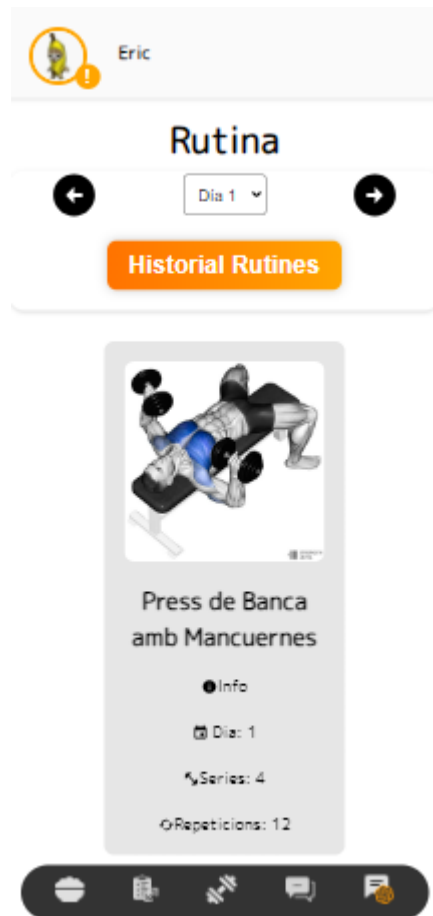 Eric
Rutina
Dia 1
Historial Rutines
Press de Banca
amb Mancuernes
Info
Dia: 1
Series: 4
Repeticions: 12